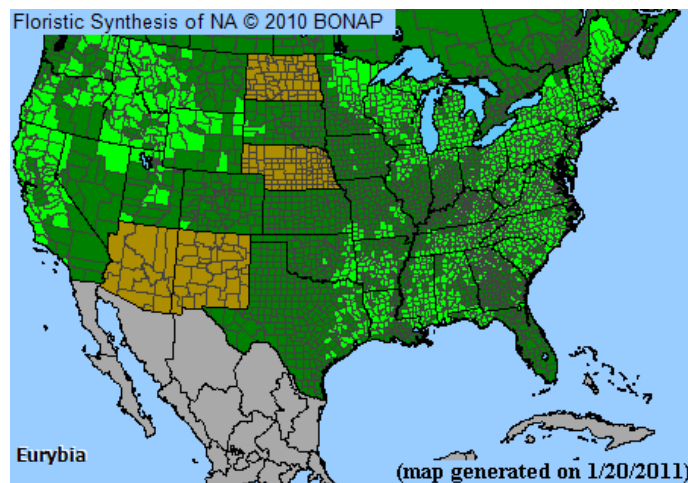 Floristic Synthesis of NA © 2010 BONAP
Eurybia
(map generated on 1/20/2011)